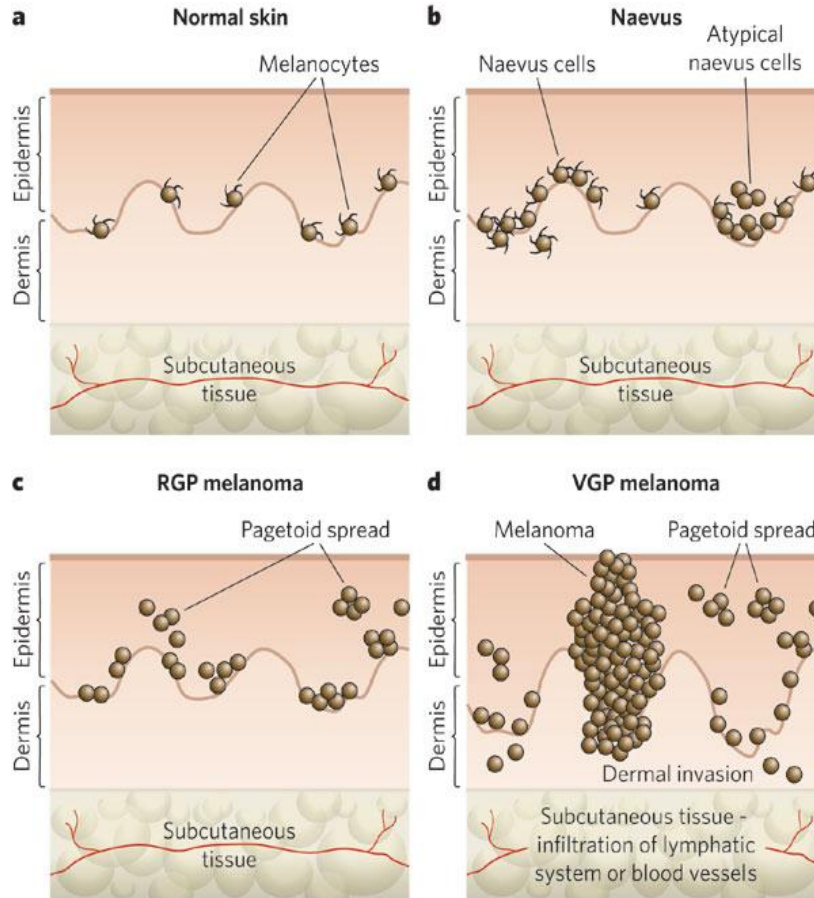 a Normal skin
Melanocytes
Epidermis
Dermis
Subcutaneous
tissue
b Naevus
Naevus cells
Atypical
naevus cells
Epidermis
Dermis
Subcutaneous
tissue
c RGP melanoma
Pagetoid spread
Epidermis
Dermis
Subcutaneous
tissue
d VGP melanoma
Melanoma
Pagetoid spread
Epidermis
Dermis
Dermal invasion
Subcutaneous tissue -
infiltration of lymphatic
system or blood vessels